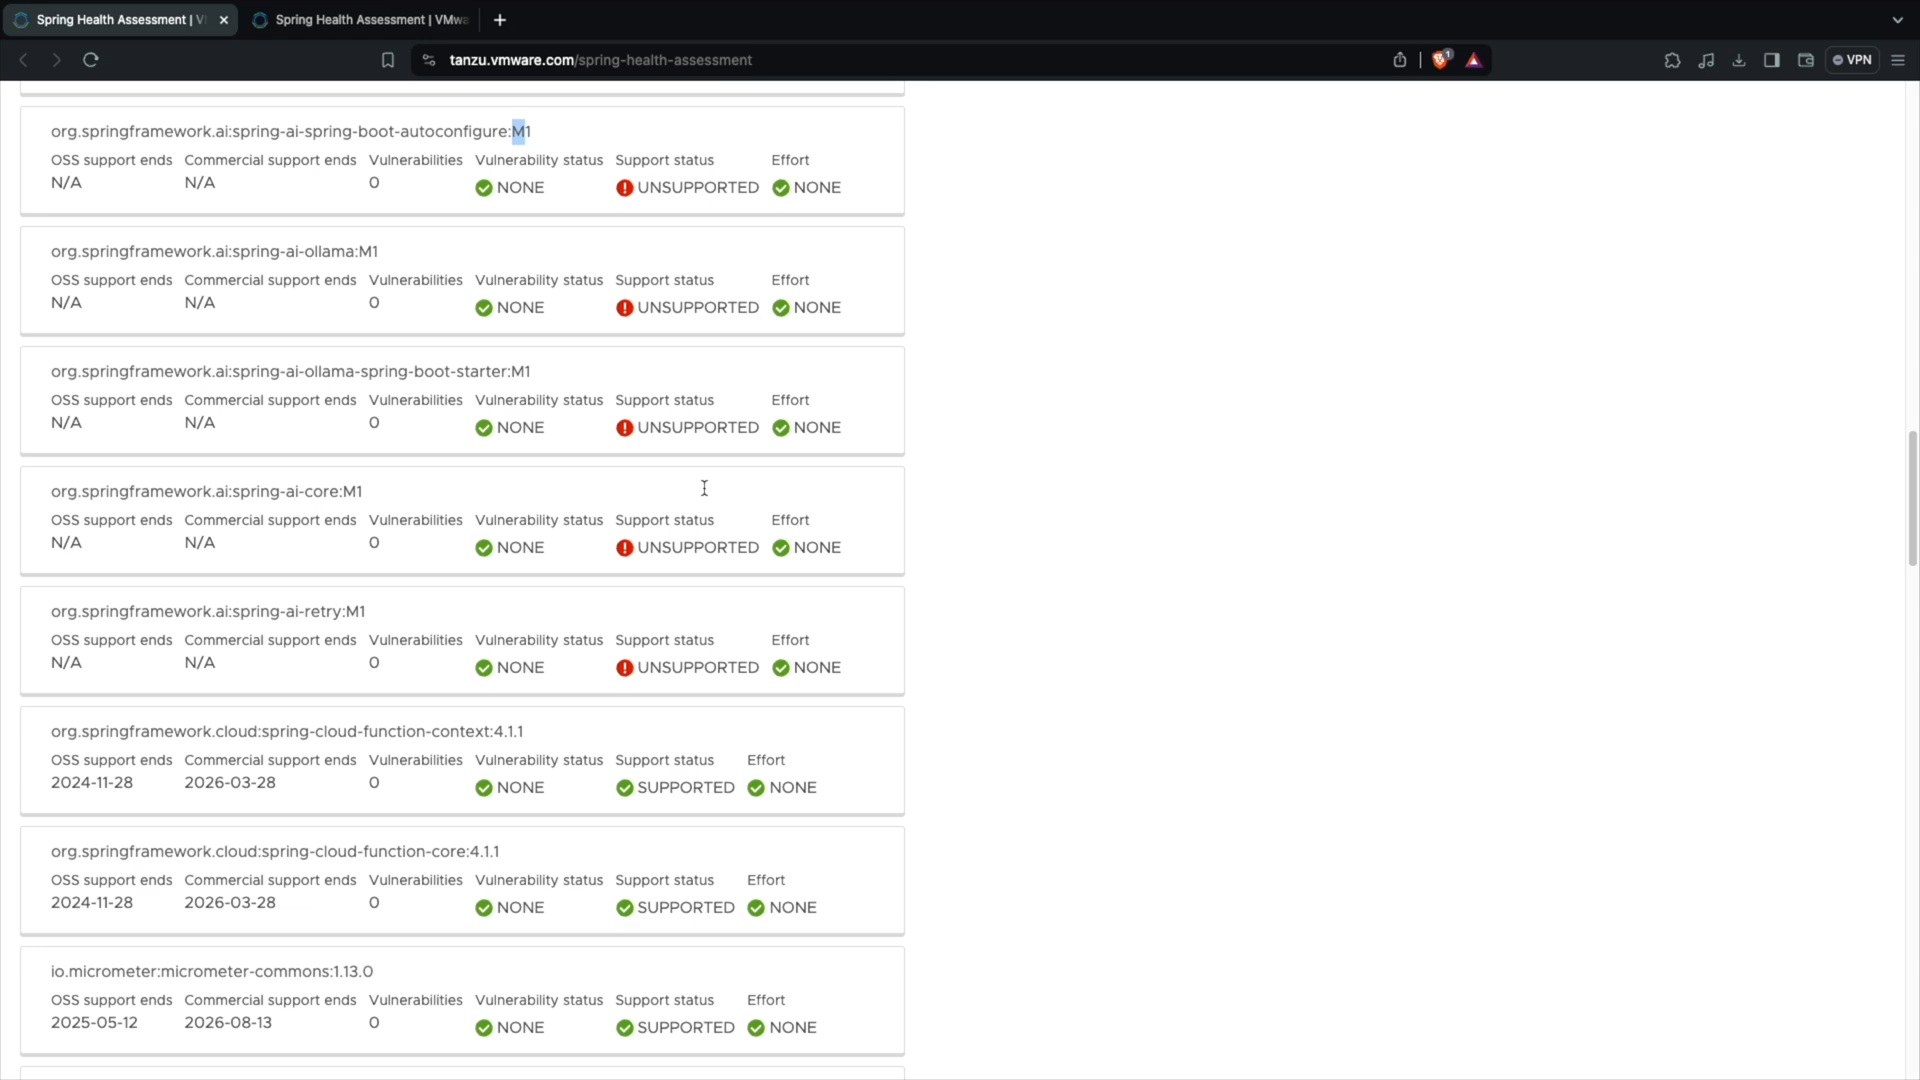 Spring Health Assessment | V
Spring Health Assessment | VMwa
tanzu.vmware.com/spring-health-assessment
1
VPN
org.springframework.ai:spring-ai-spring-boot-autoconfigure:M1
OSS support ends Commercial support ends Vulnerabilities Vulnerability status Support status Effort
N/A N/A 0 NONE UNSUPPORTED NONE
org.springframework.ai:spring-ai-ollama:M1
OSS support ends Commercial support ends Vulnerabilities Vulnerability status Support status Effort
N/A N/A 0 NONE UNSUPPORTED NONE
org.springframework.ai:spring-ai-ollama-spring-boot-starter:M1
OSS support ends Commercial support ends Vulnerabilities Vulnerability status Support status Effort
N/A N/A 0 NONE UNSUPPORTED NONE
org.springframework.ai:spring-ai-core:M1
OSS support ends Commercial support ends Vulnerabilities Vulnerability status Support status Effort
N/A N/A 0 NONE UNSUPPORTED NONE
org.springframework.ai:spring-ai-retry:M1
OSS support ends Commercial support ends Vulnerabilities Vulnerability status Support status Effort
N/A N/A 0 NONE UNSUPPORTED NONE
org.springframework.cloud:spring-cloud-function-context:4.1.1
OSS support ends Commercial support ends Vulnerabilities Vulnerability status Support status Effort
2024-11-28 2026-03-28 0 NONE SUPPORTED NONE
org.springframework.cloud:spring-cloud-function-core:4.1.1
OSS support ends Commercial support ends Vulnerabilities Vulnerability status Support status Effort
2024-11-28 2026-03-28 0 NONE SUPPORTED NONE
io.micrometer:micrometer-commons:1.13.0
OSS support ends Commercial support ends Vulnerabilities Vulnerability status Support status Effort
2025-05-12 2026-08-13 0 NONE SUPPORTED NONE